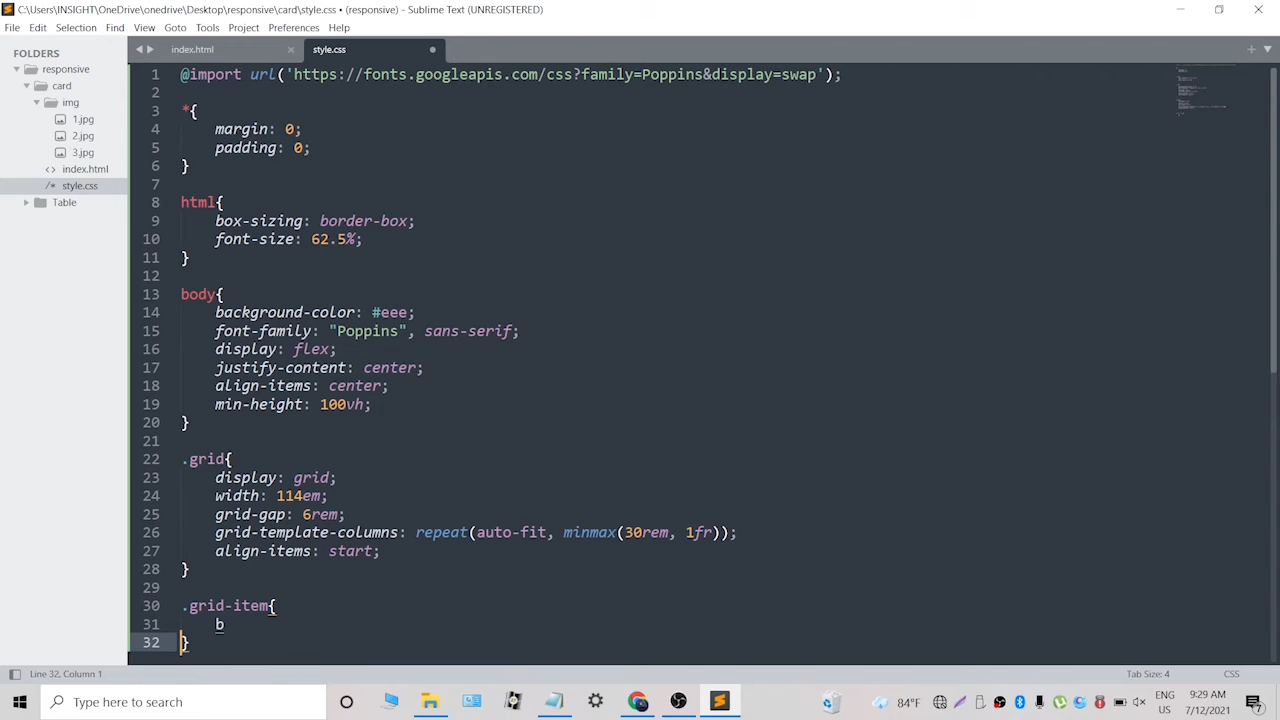 C:\Users\INSIGHT\OneDrive\onedrive\Desktop\responsive\card\style.css • (responsive) - Sublime Text (UNREGISTERED)
File Edit Selection Find View Goto Tools Project Preferences Help
FOLDERS
responsive
card
img
1.jpg
2.jpg
3.jpg
index.html
style.css
Table
index.html
style.css
1 @import url('https://fonts.googleapis.com/css?family=Poppins&display=swap');
2
3 *{
4 margin: 0;
5 padding: 0;
6 }
7
8 html{
9 box-sizing: border-box;
10 font-size: 62.5%;
11 }
12
13 body{
14 background-color: #eee;
15 font-family: "Poppins", sans-serif;
16 display: flex;
17 justify-content: center;
18 align-items: center;
19 min-height: 100vh;
20 }
21
22 .grid{
23 display: grid;
24 width: 114em;
25 grid-gap: 6rem;
26 grid-template-columns: repeat(auto-fit, minmax(30rem, 1fr));
27 align-items: start;
28 }
29
30 .grid-item{
31 b
32 }
Line 32, Column 1
Tab Size: 4
CSS
Type here to search
84°F
ENG
US
9:29 AM
7/12/2021
7